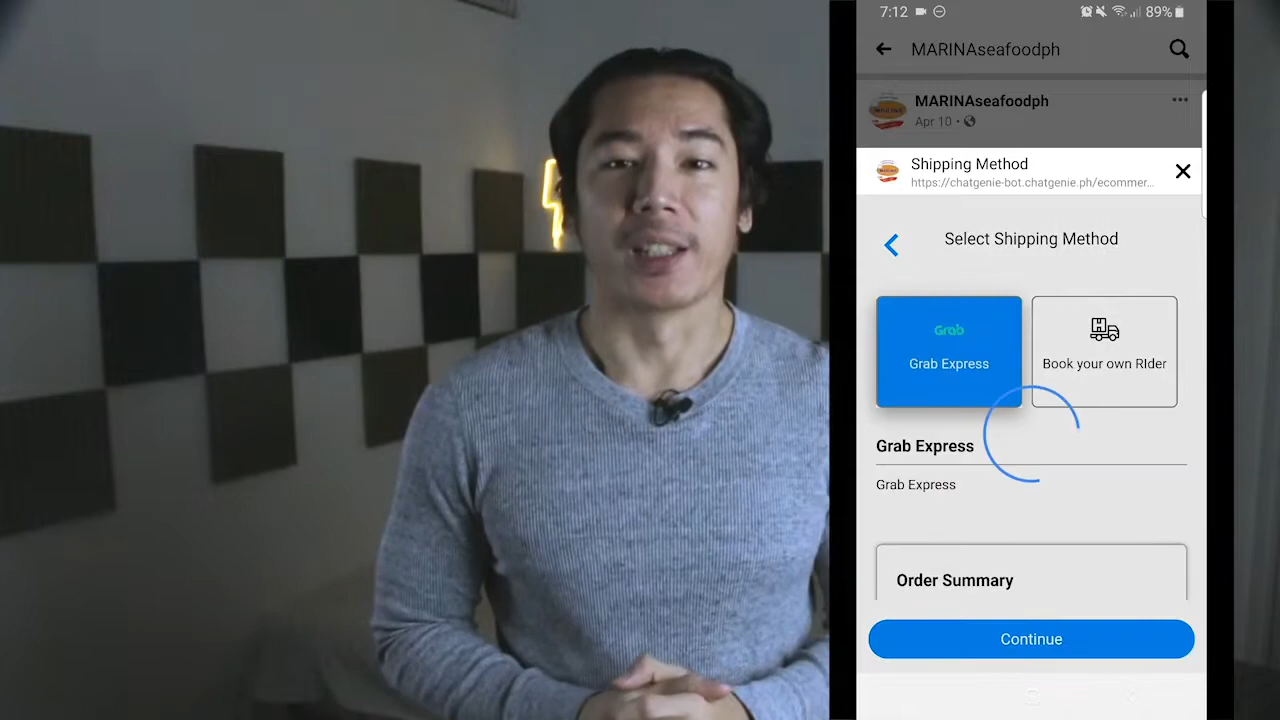 7:12
89%
MARINAseafoodph
MARINAseafoodph
Apr 10
Shipping Method
https://chatgenie-bot.chatgenie.ph/ecommer...
Select Shipping Method
Grab
Grab Express
Book your own RIder
Grab Express
Grab Express
Order Summary
Continue